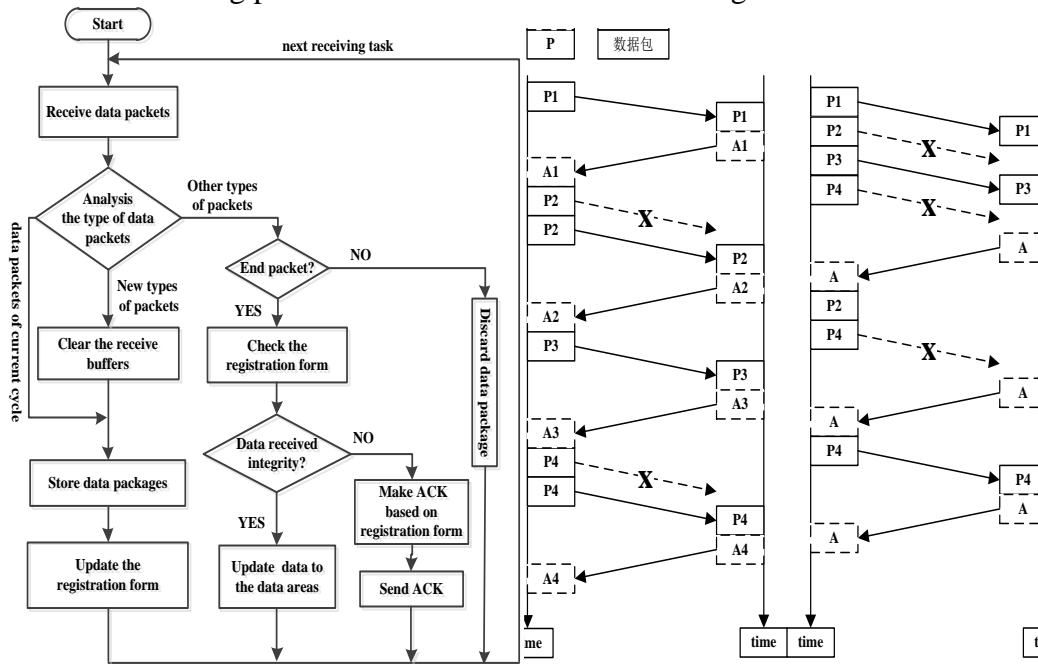 Start
next receiving task
Receive data packets
Analysis
the type of data
packets
Other types
of packets
data packets of current cycle
New types
of packets
End packet?
NO
YES
Clear the receive
buffers
Check the
registration form
Discard data package
Data received
integrity?
NO
YES
Store data packages
Make ACK
based on
registration form
Update the
registration form
Update data to
the data areas
Send ACK
P
数据包
P1
P1
A1
A1
P2
X
P2
P2
A2
A2
P3
P3
A3
A3
P4
X
P4
P4
A4
A4
me
time
P1
P1
P2
X
P3
P3
P4
X
A
A
P2
P4
X
A
A
P4
P4
A
A
time
t